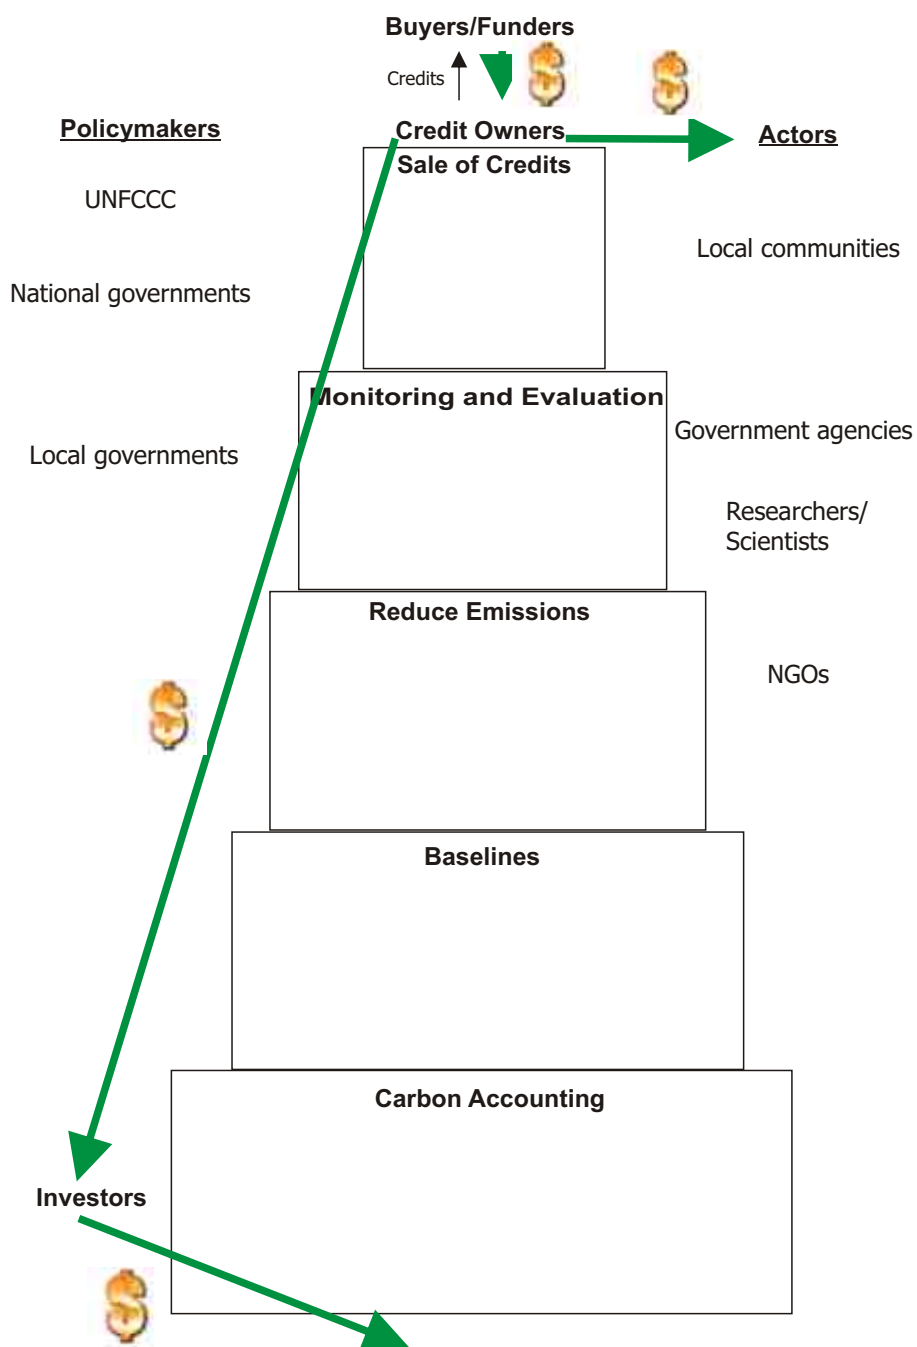 Buyers/Funders
Credits
Policymakers
Credit Owners
Actors
Sale of Credits
UNFCCC
Local communities
National governments
Monitoring and Evaluation
Government agencies
Local governments
Researchers/
Scientists
Reduce Emissions
NGOs
Baselines
Carbon Accounting
Investors